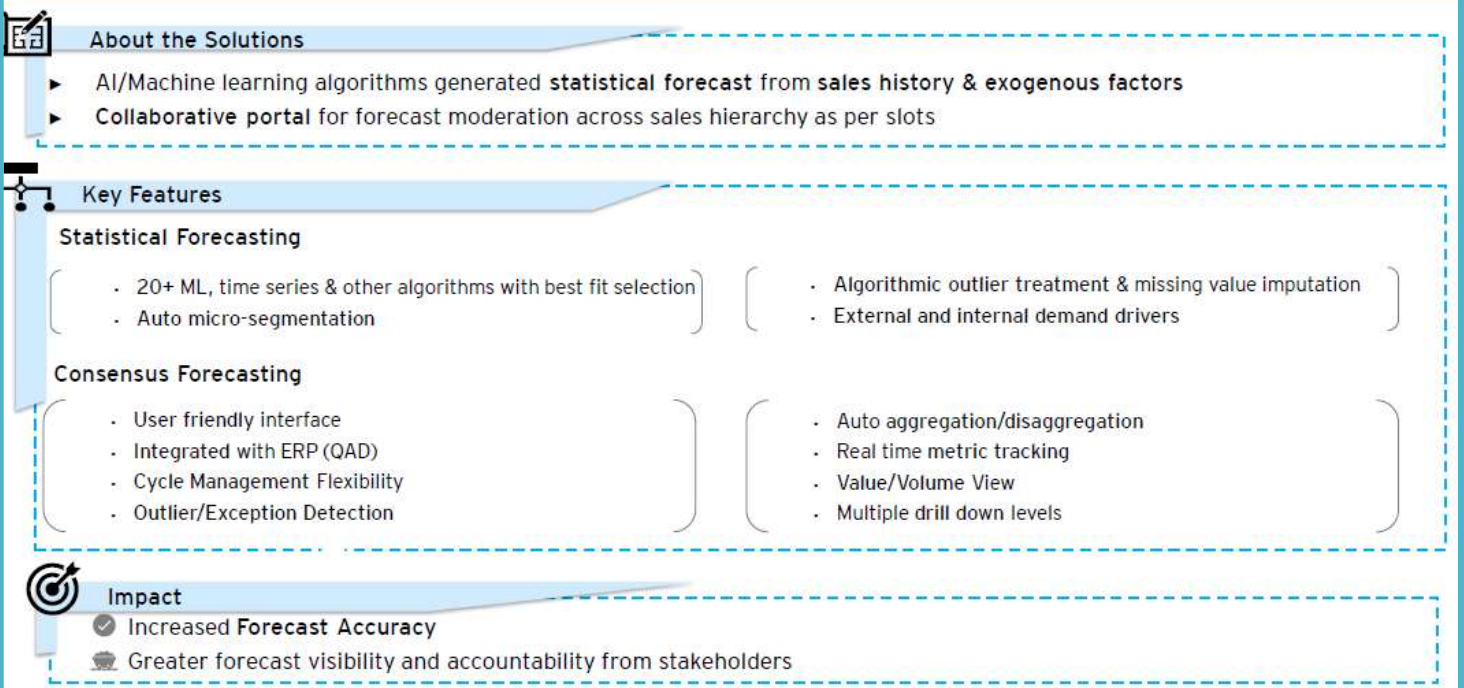 About the Solutions
► AI/Machine learning algorithms generated statistical forecast from sales history & exogenous factors
► Collaborative portal for forecast moderation across sales hierarchy as per slots
Key Features
Statistical Forecasting
· 20+ ML, time series & other algorithms with best fit selection
· Auto micro-segmentation
· Algorithmic outlier treatment & missing value imputation
· External and internal demand drivers
Consensus Forecasting
· User friendly interface
· Integrated with ERP (QAD)
· Cycle Management Flexibility
· Outlier/Exception Detection
· Auto aggregation/disaggregation
· Real time metric tracking
· Value/Volume View
· Multiple drill down levels
Impact
Increased Forecast Accuracy
Greater forecast visibility and accountability from stakeholders